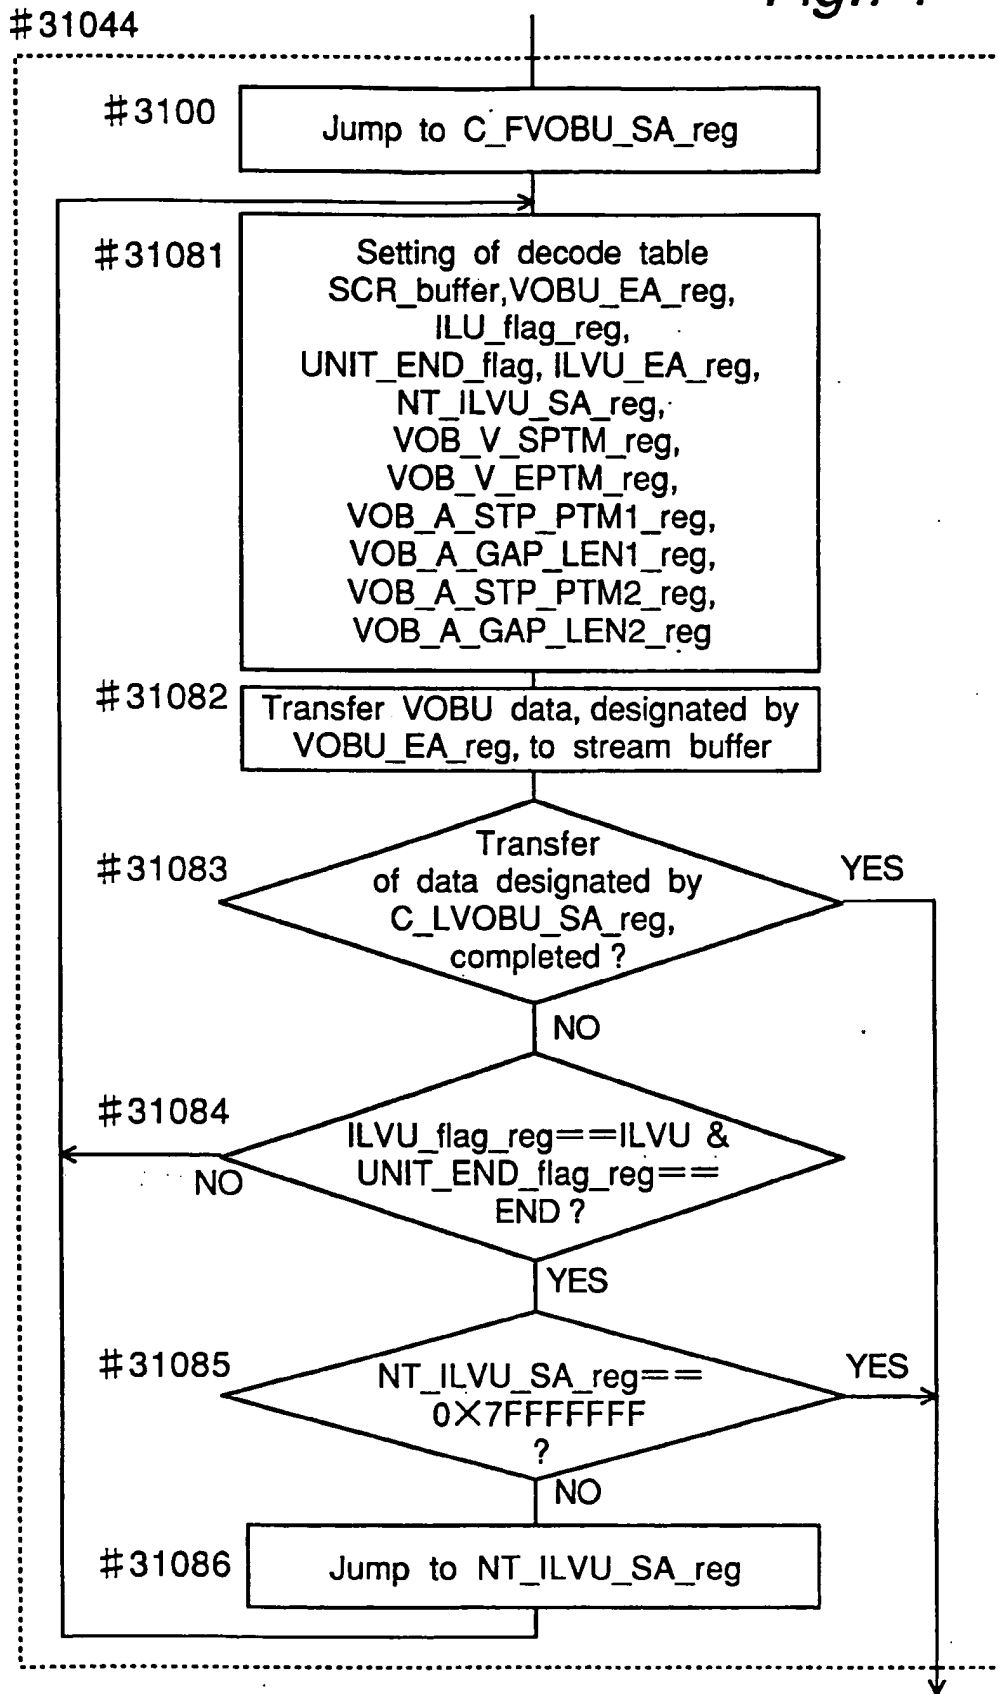 #31044
#3100
Jump to C_FVOBU_SA_reg
#31081
Setting of decode table
SCR_buffer,VOBU_EA_reg,
ILU_flag_reg,
UNIT_END_flag, ILVU_EA_reg,
NT_ILVU_SA_reg,
VOB_V_SPTM_reg,
VOB_V_EPTM_reg,
VOB_A_STP_PTM1_reg,
VOB_A_GAP_LEN1_reg,
VOB_A_STP_PTM2_reg,
VOB_A_GAP_LEN2_reg
#31082
Transfer VOBU data, designated by
VOBU_EA_reg, to stream buffer
#31083
Transfer
of data designated by
C_LVOBU_SA_reg,
completed ?
YES
NO
#31084
ILVU_flag_reg==ILVU &
UNIT_END_flag_reg==
END ?
NO
YES
#31085
NT_ILVU_SA_reg==
0X7FFFFFFF
?
YES
NO
#31086
Jump to NT_ILVU_SA_reg